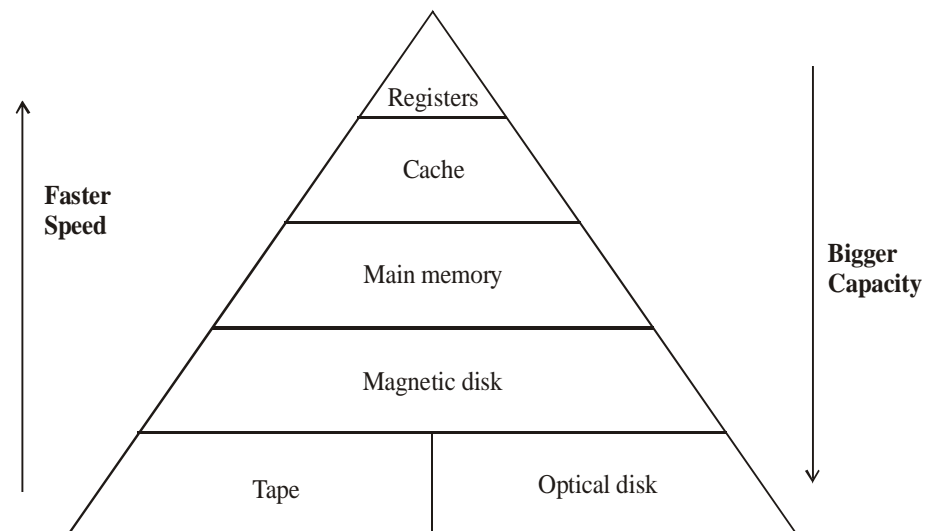 Registers
Cache
Faster
Speed
Main memory
Bigger
Capacity
Magnetic disk
Tape
Optical disk